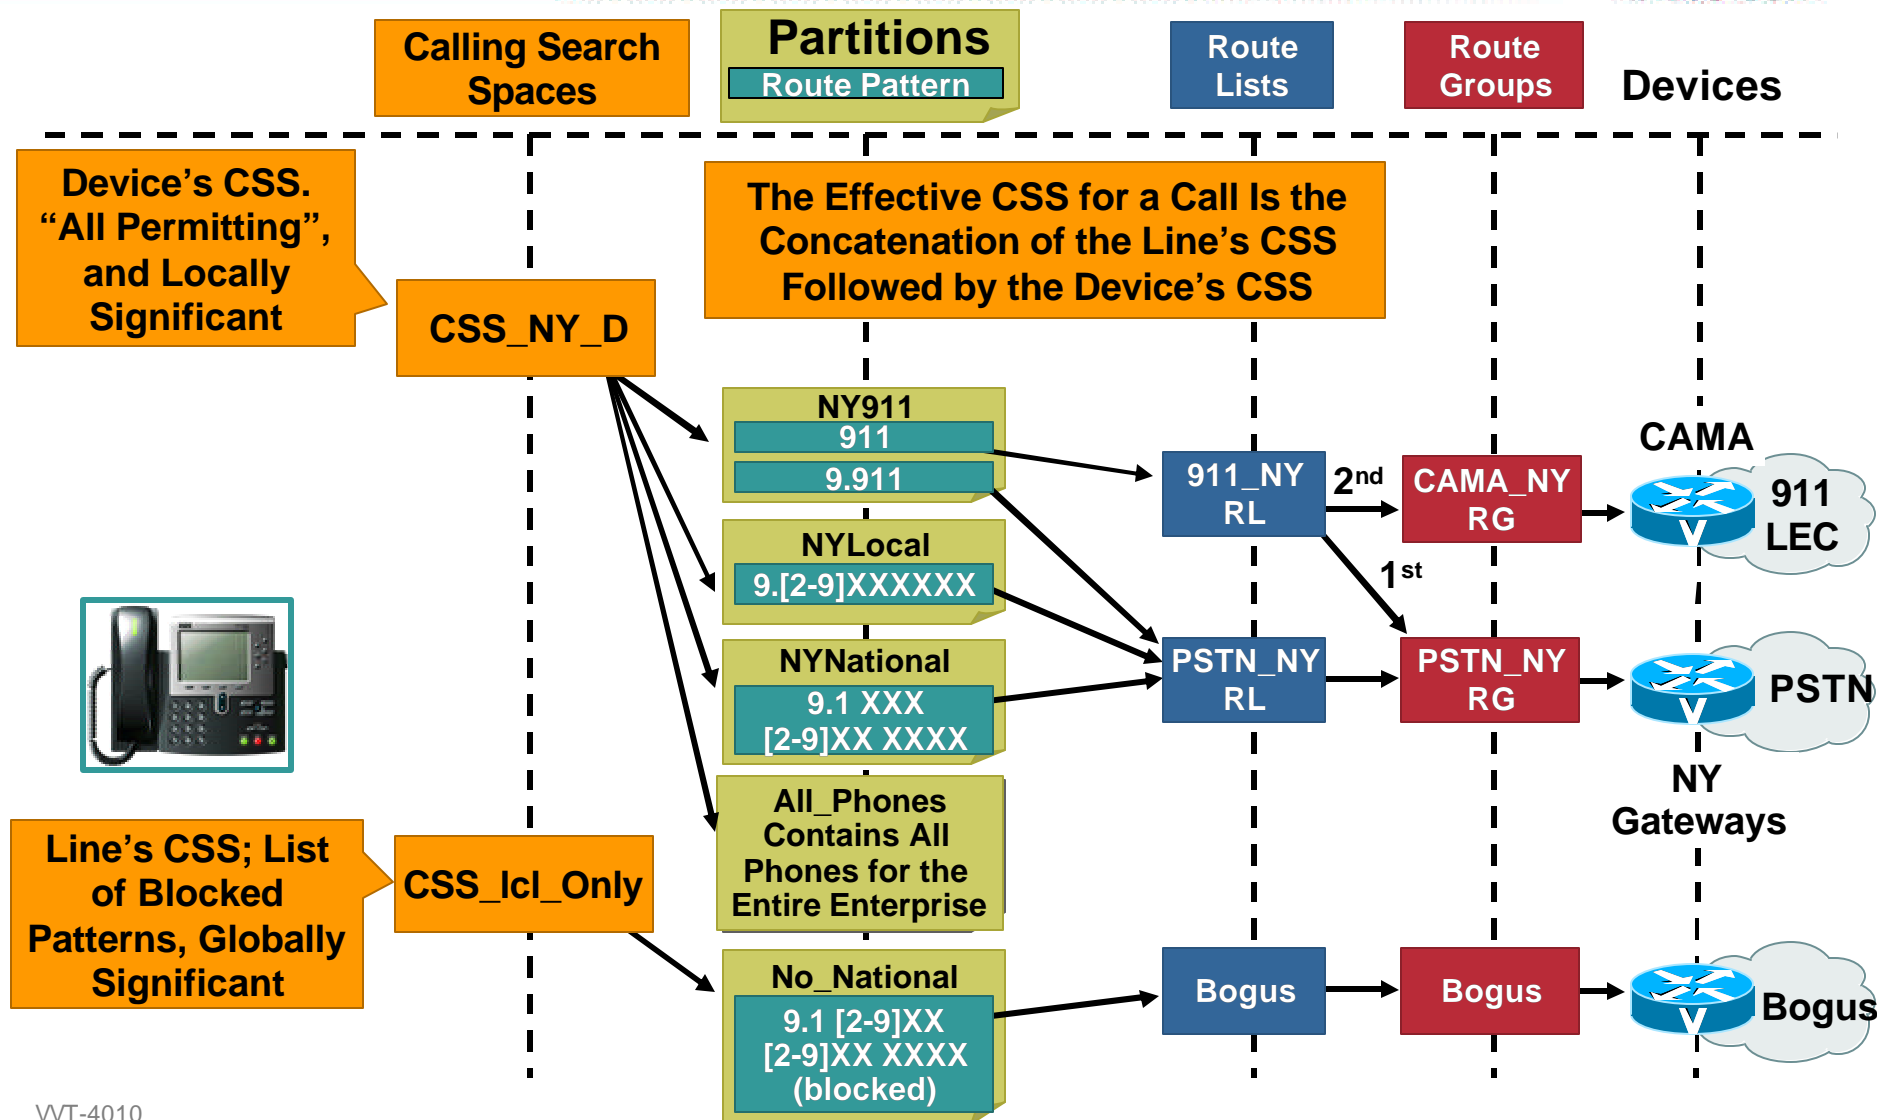 Calling Search
Spaces
Partitions
Route Pattern
Route
Lists
Route
Groups
Devices
Device's CSS.
“All Permitting”,
and Locally
Significant
The Effective CSS for a Call Is the
Concatenation of the Line's CSS
Followed by the Device's CSS
CSS_NY_D
NY911
911
9.911
NYLocal
9.[2-9]XXXXXX
NYNational
9.1 XXX
[2-9]XX XXXX
All_Phones
Contains All
Phones for the
Entire Enterprise
911_NY
RL
2nd
1st
CAMA_NY
RG
CAMA
911
LEC
PSTN_NY
RL
PSTN_NY
RG
PSTN
NY
Gateways
Line's CSS; List
of Blocked
Patterns, Globally
Significant
CSS_lcl_Only
No_National
9.1 [2-9]XX
[2-9]XX XXXX
(blocked)
Bogus
Bogus
Bogus
V
V
V
VVT-4010